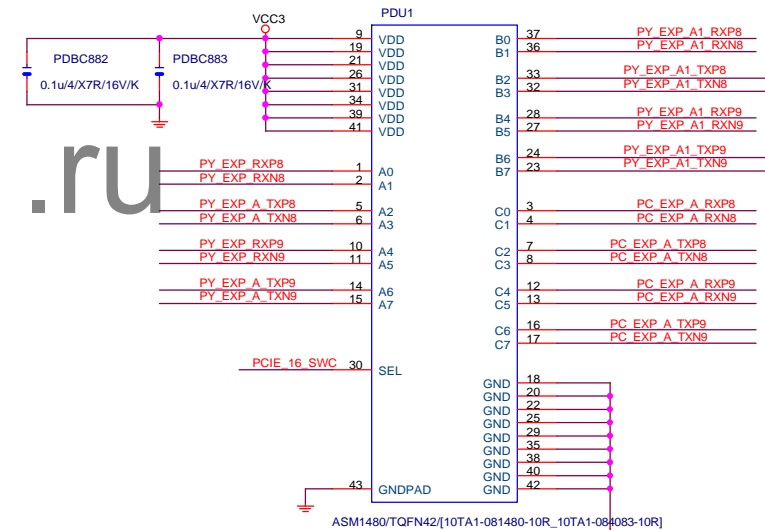 PDU1
VCC3
PDBC882
0.1u/4/X7R/16V/K
PDBC883
0.1u/4/X7R/16V/K
9 VDD
19 VDD
21 VDD
26 VDD
31 VDD
34 VDD
39 VDD
41 VDD
.ru
PY_EXP_RXP8 1 A0
PY_EXP_RXN8 2 A1
PY_EXP_A_TXP8 5 A2
PY_EXP_A_TXN8 6 A3
PY_EXP_RXP9 10 A4
PY_EXP_RXN9 11 A5
PY_EXP_A_TXP9 14 A6
PY_EXP_A_TXN9 15 A7
PCIE_16_SWC 30 SEL
43 GNDPAD
B0 37 PY_EXP_A1_RXP8
B1 36 PY_EXP_A1_RXN8
B2 33 PY_EXP_A1_TXP8
B3 32 PY_EXP_A1_TXN8
B4 28 PY_EXP_A1_RXP9
B5 27 PY_EXP_A1_RXN9
B6 24 PY_EXP_A1_TXP9
B7 23 PY_EXP_A1_TXN9
C0 3 PC_EXP_A_RXP8
C1 4 PC_EXP_A_RXN8
C2 7 PC_EXP_A_TXP8
C3 8 PC_EXP_A_TXN8
C4 12 PC_EXP_A_RXP9
C5 13 PC_EXP_A_RXN9
C6 16 PC_EXP_A_TXP9
C7 17 PC_EXP_A_TXN9
GND 18
GND 20
GND 22
GND 25
GND 29
GND 35
GND 38
GND 40
GND 42
ASM1480/TQFN42/[10TA1-081480-10R_10TA1-084083-10R]